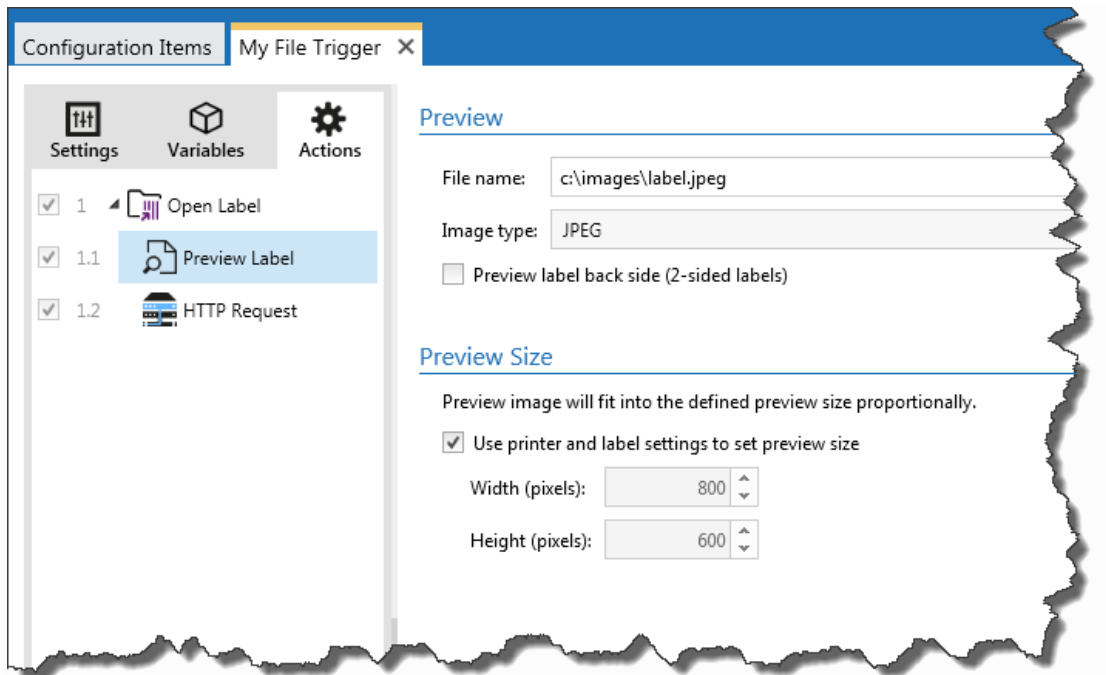 Configuration Items
My File Trigger
Settings
Variables
Actions
1 Open Label
1.1 Preview Label
1.2 HTTP Request
Preview
File name: c:\images\label.jpeg
Image type: JPEG
Preview label back side (2-sided labels)
Preview Size
Preview image will fit into the defined preview size proportionally.
Use printer and label settings to set preview size
Width (pixels): 800
Height (pixels): 600